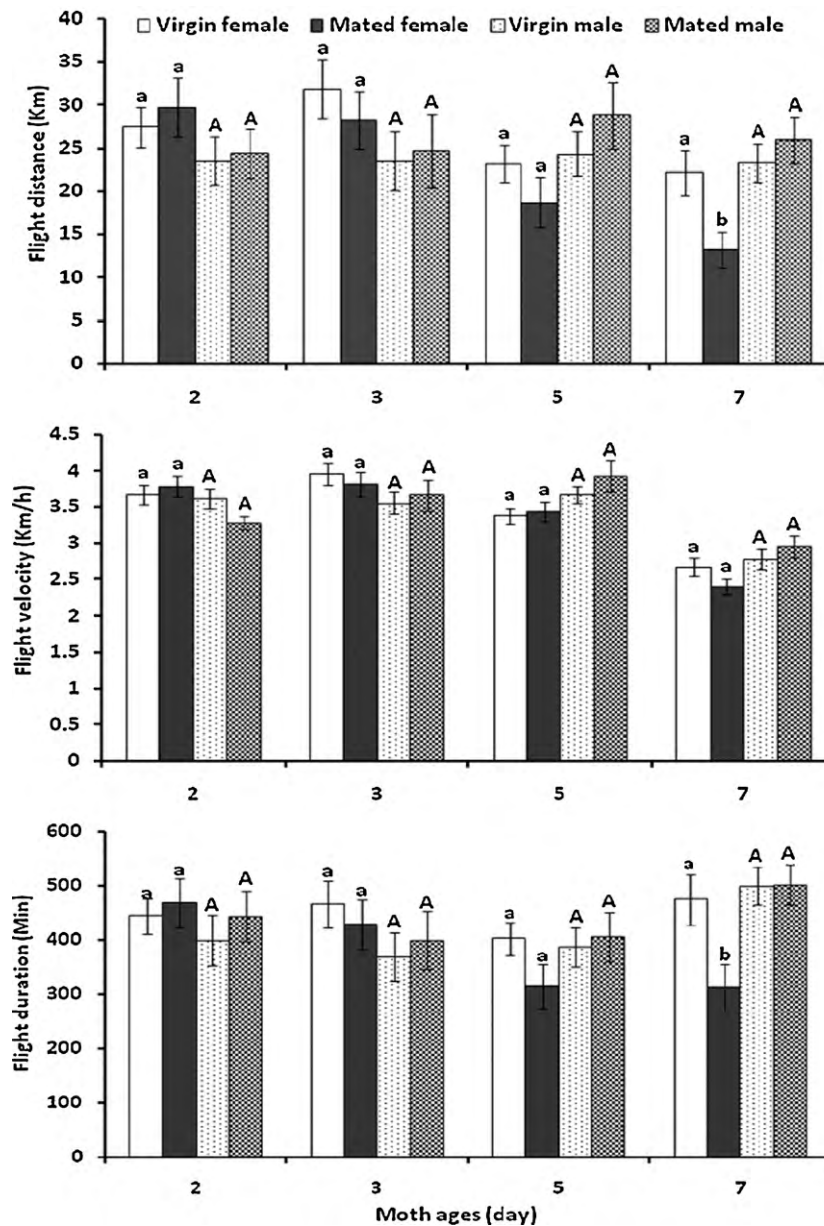 40
Virgin female Mated female Virgin male Mated male
35
30
25
20
15
10
5
0
Flight distance (Km)
a a A A
a a A A
a a A A
a b A A
2 3 5 7
4.5
4
3.5
3
2.5
2
1.5
1
0.5
0
Flight velocity (Km/h)
a a A A
a a A A
a a A A
a a A A
2 3 5 7
600
500
400
300
200
100
0
Flight duration (Min)
a a A A
a a A A
a a A A
a b A A
2 3 5 7
Moth ages (day)